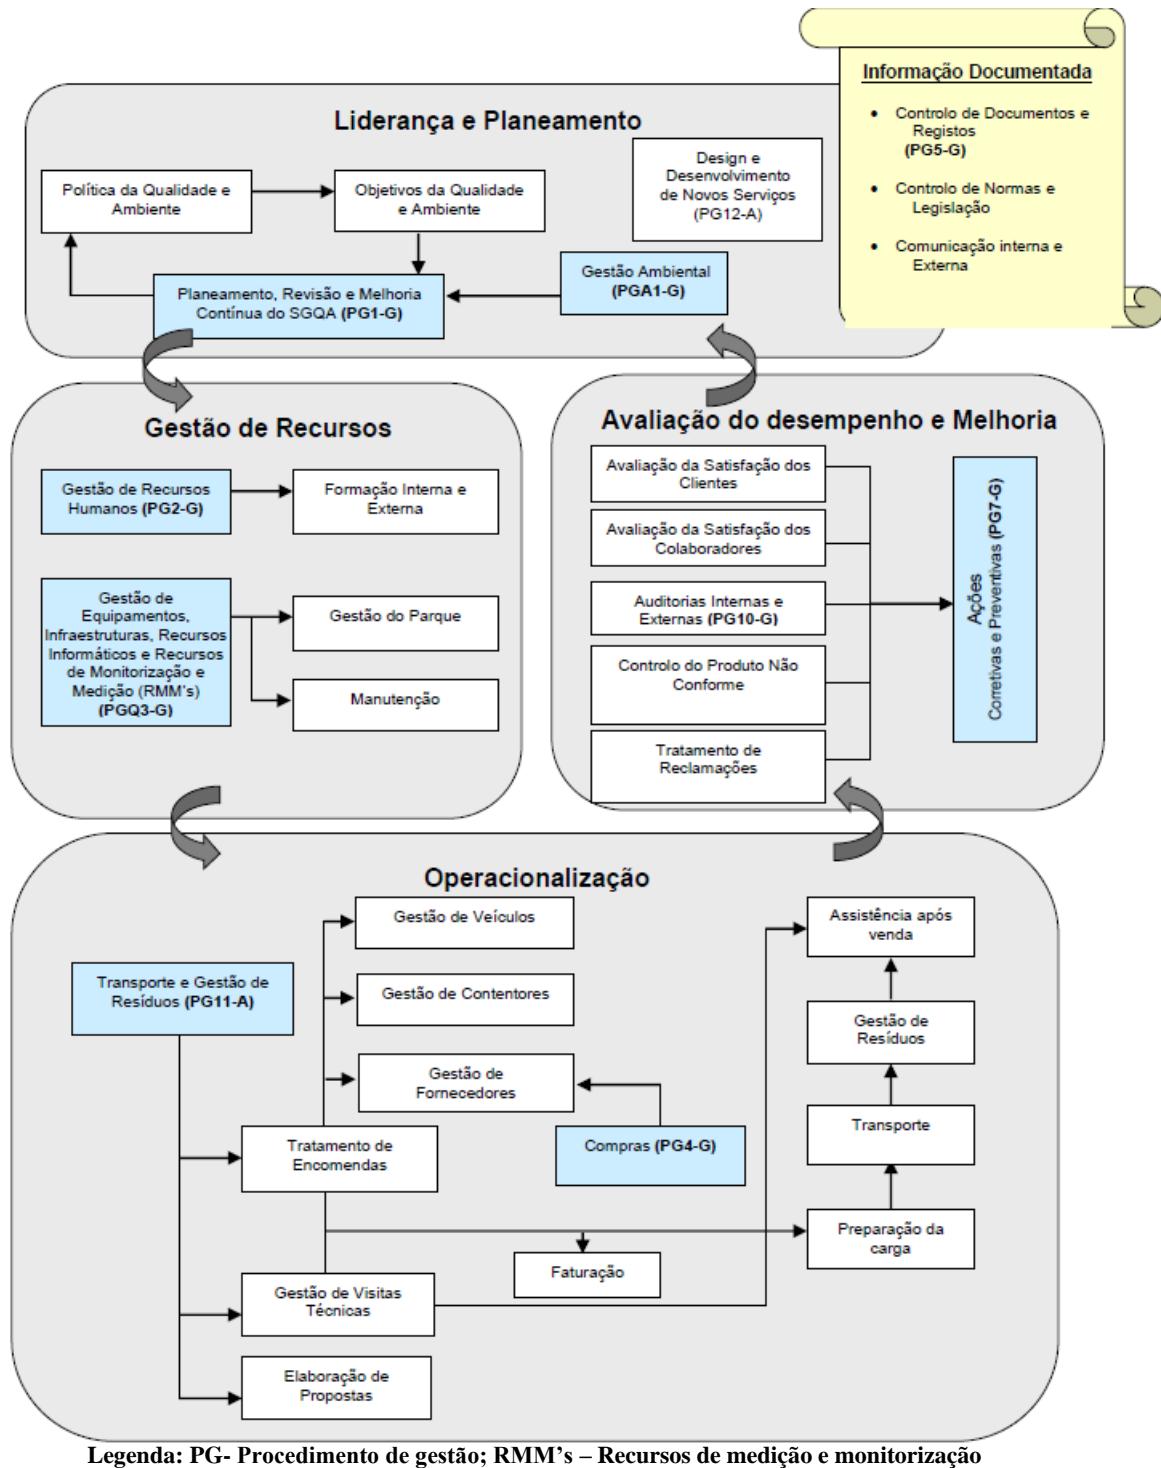 Informação Documentada
• Controlo de Documentos e
Registos
(PG5-G)
• Controlo de Normas e
Legislação
• Comunicação interna e
Externa
Liderança e Planeamento
Política da Qualidade e
Ambiente
Objetivos da Qualidade
e Ambiente
Design e
Desenvolvimento
de Novos Serviços
(PG12-A)
Planeamento, Revisão e Melhoria
Contínua do SGQA (PG1-G)
Gestão Ambiental
(PGA1-G)
Gestão de Recursos
Gestão de Recursos
Humanos (PG2-G)
Formação Interna e
Externa
Gestão de
Equipamentos,
Infraestruturas, Recursos
Informáticos e Recursos
de Monitorização e
Medição (RMM's)
(PGQ3-G)
Gestão do Parque
Manutenção
Avaliação do desempenho e Melhoria
Avaliação da Satisfação dos
Clientes
Avaliação da Satisfação dos
Colaboradores
Auditorias Internas e
Externas (PG10-G)
Controlo do Produto Não
Conforme
Tratamento de
Reclamações
Ações
Corretivas e Preventivas (PG7-G)
Operacionalização
Transporte e Gestão de
Resíduos (PG11-A)
Gestão de Veículos
Gestão de Contentores
Gestão de
Fornecedores
Tratamento de
Encomendas
Compras (PG4-G)
Faturação
Gestão de Visitas
Técnicas
Elaboração de
Propostas
Assistência após
venda
Gestão de
Resíduos
Transporte
Preparação da
carga
Legenda: PG- Procedimento de gestão; RMM's – Recursos de medição e monitorização